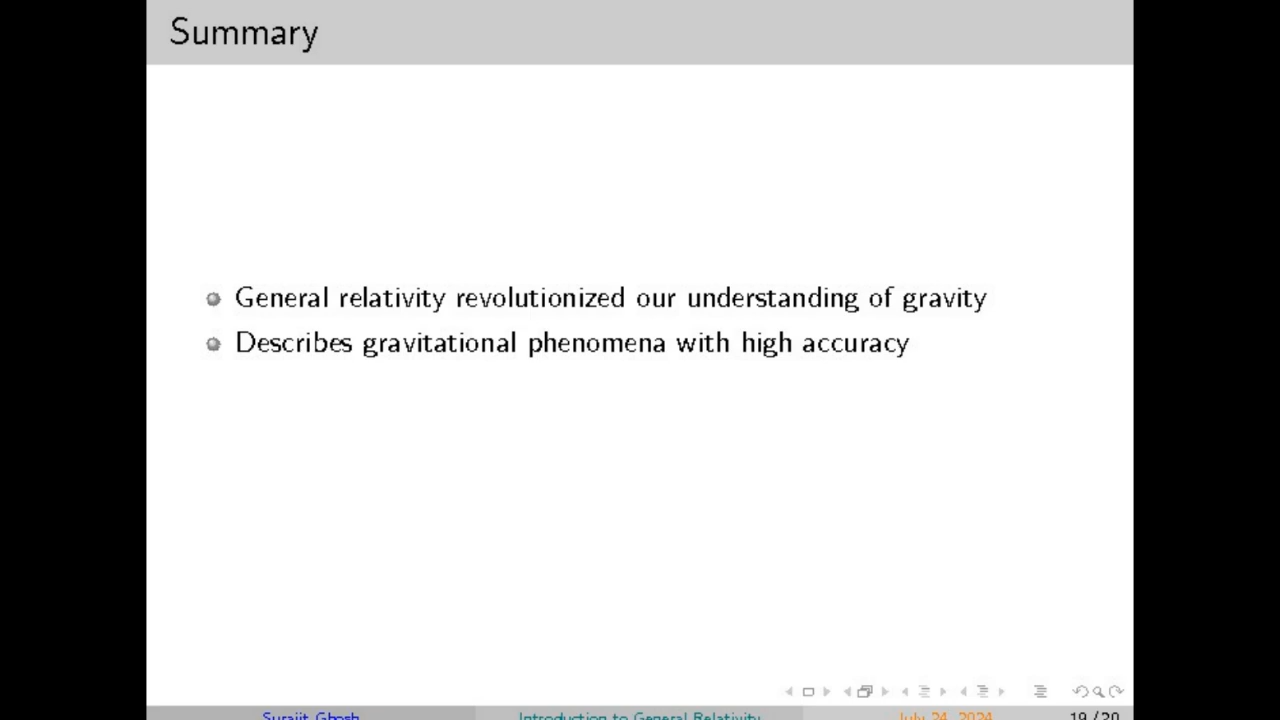 Summary
General relativity revolutionized our understanding of gravity
Describes gravitational phenomena with high accuracy
Surajit Ghosh Introduction to General Relativity July 24, 2024 19 / 20